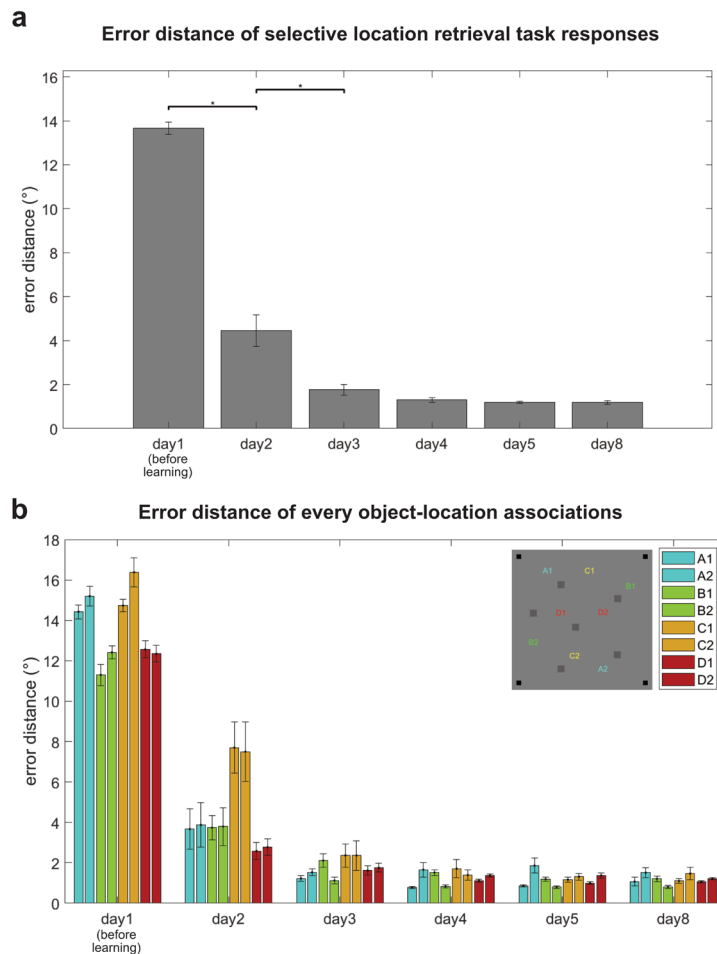 a
Error distance of selective location retrieval task responses
16
14
12
10
8
6
4
2
0
error distance (°)
*
*
day1
(before
learning)
day2
day3
day4
day5
day8
b
Error distance of every object-location associations
18
16
14
12
10
8
6
4
2
0
error distance (°)
A1
C1
B1
D1
D2
B2
C2
A2
A1
A2
B1
B2
C1
C2
D1
D2
day1
(before
learning)
day2
day3
day4
day5
day8